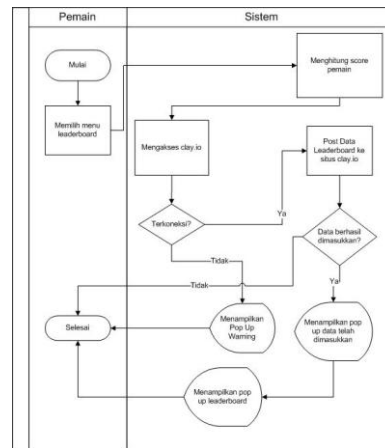 Pemain
Sistem
Mulai
Menghitung score
pemain
Memilih menu
leaderboard
Mengakses clay.io
Post Data
Leaderboard ke
situs clay.io
Terkoneksi?
Ya
Data berhasil
dimasukkan?
Tidak
Tidak
Ya
Selesai
Menampilkan
Pop Up
Warning
Menampilkan pop
up data telah
dimasukkan
Menampilkan pop
up leaderboard